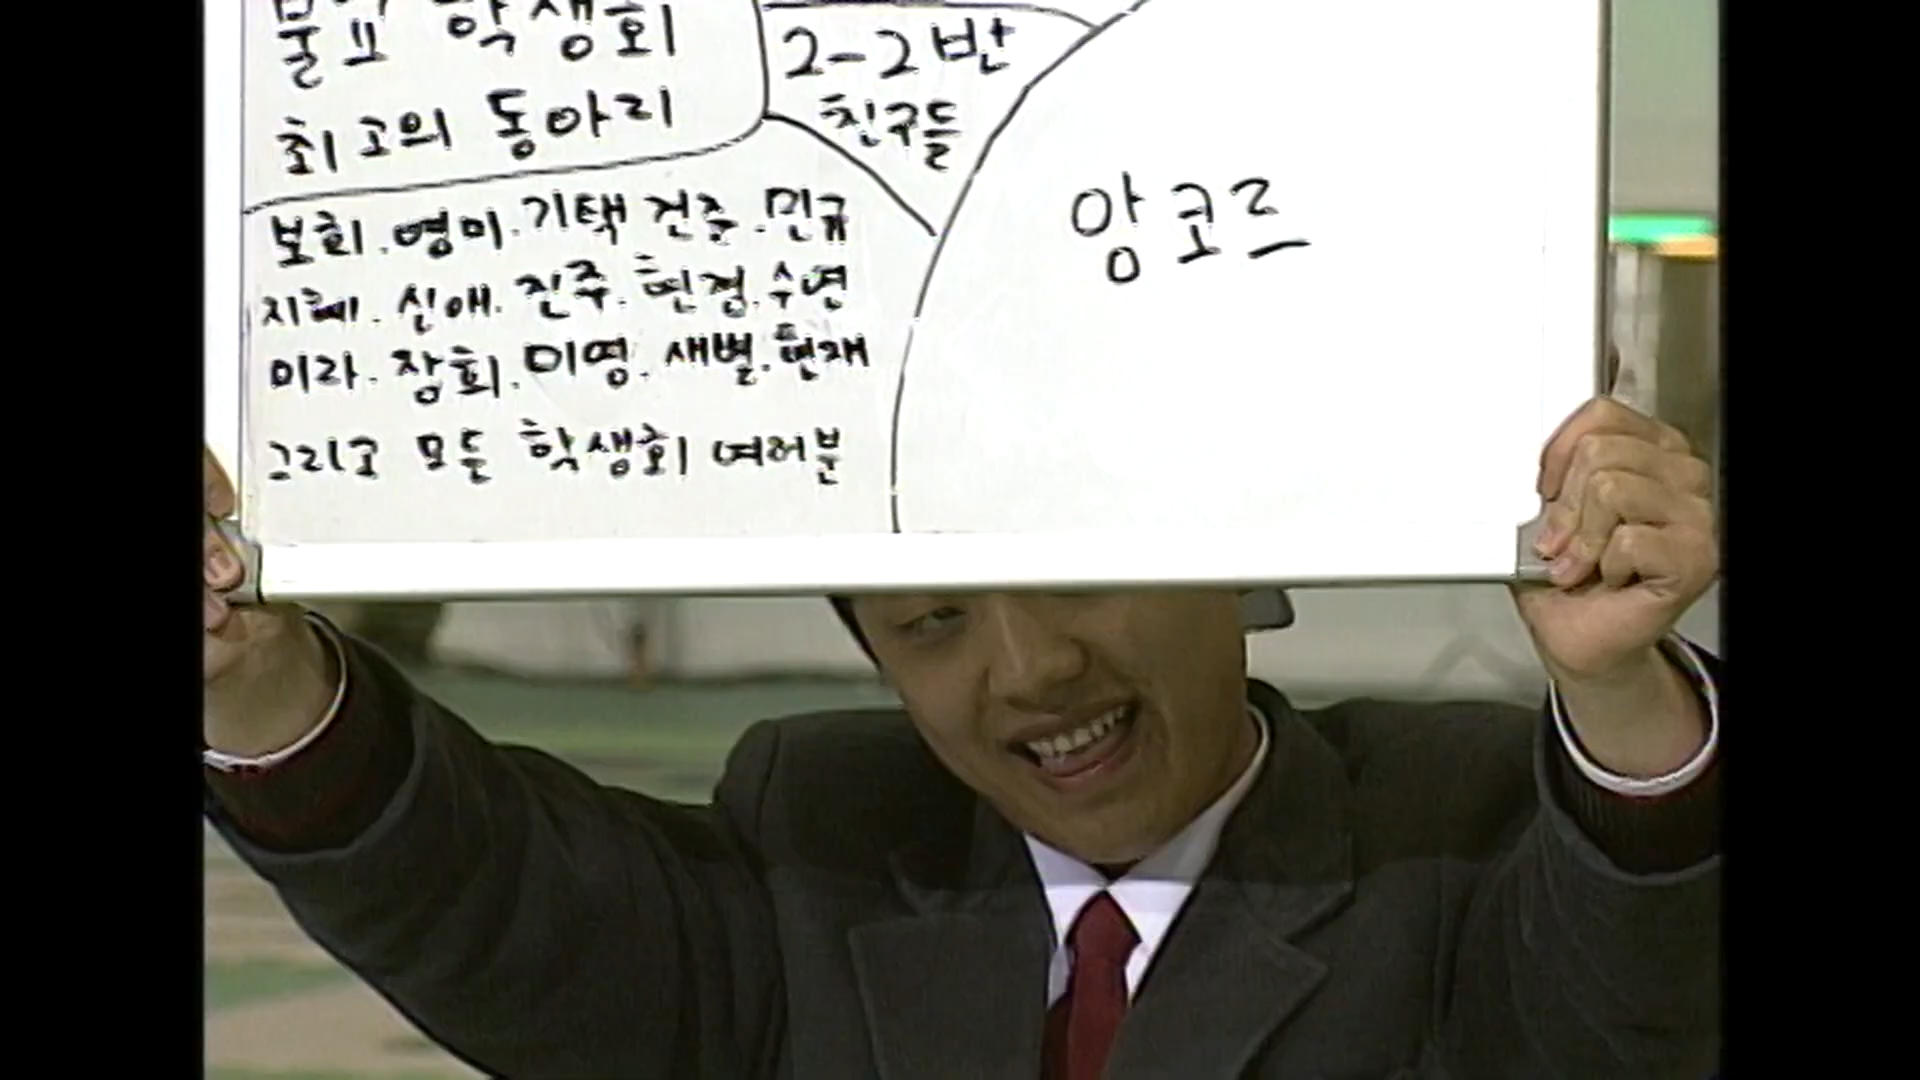 학생회
최고의 동아리
2-2반
친구들
보희.영미.기택 건주.민규
지혜.신애.진주.현경.수연
미라.장회.미영.새별.현재
그리고 모든 학생회 여러분
앙코르